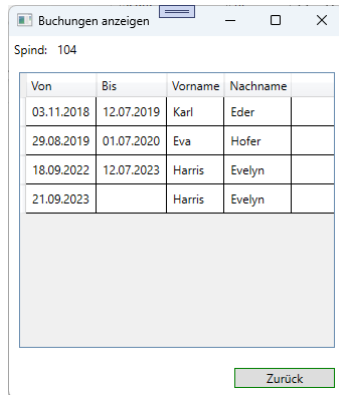 Buchungen anzeigen
Spind: 104
Von Bis Vorname Nachname
03.11.2018 12.07.2019 Karl Eder
29.08.2019 01.07.2020 Eva Hofer
18.09.2022 12.07.2023 Harris Evelyn
21.09.2023 Harris Evelyn
Zurück